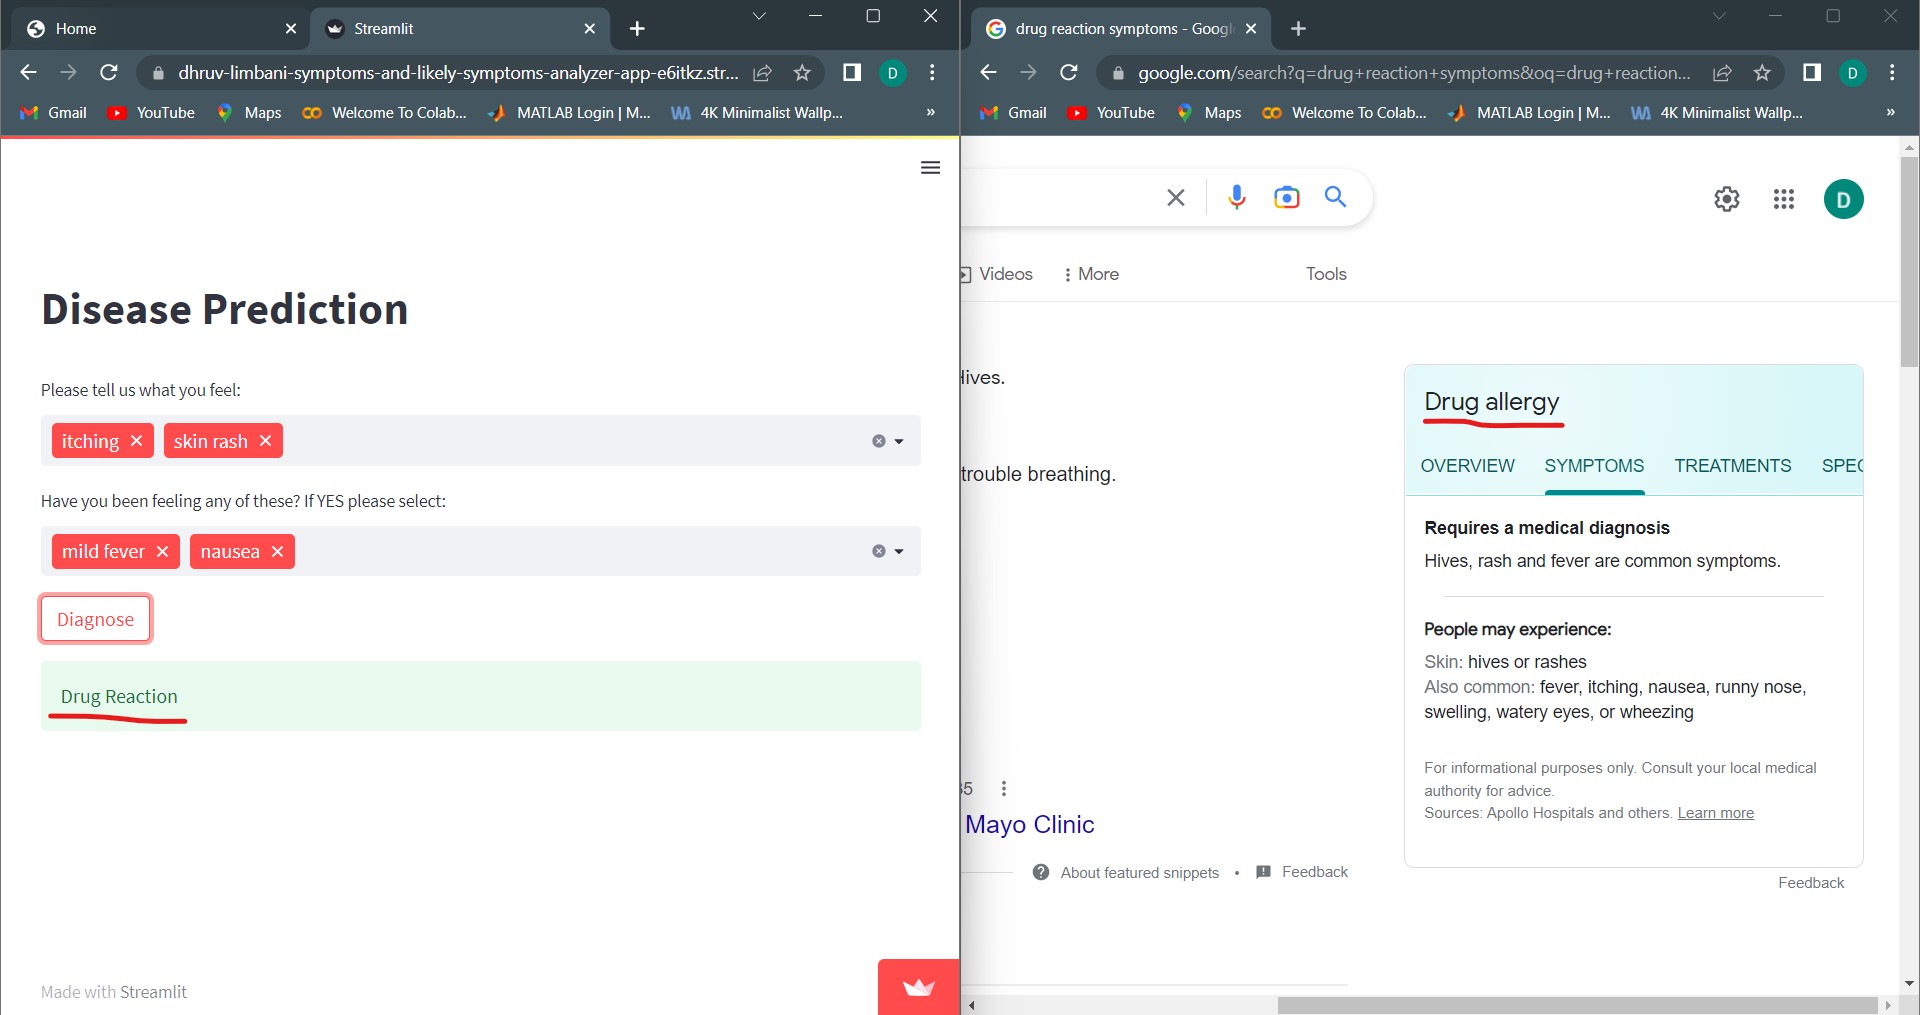 Home
Streamlit
dhruv-limbani-symptoms-and-likely-symptoms-analyzer-app-e6itkz.str...
D
Gmail
YouTube
Maps
Welcome To Colab...
MATLAB Login | M...
4K Minimalist Wallp...
»
Disease Prediction
Please tell us what you feel:
itching
skin rash
Have you been feeling any of these? If YES please select:
mild fever
nausea
Diagnose
Drug Reaction
Made with Streamlit
drug reaction symptoms - Googl
google.com/search?q=drug+reaction+symptoms&oq=drug+reaction...
D
Gmail
YouTube
Maps
Welcome To Colab...
MATLAB Login | M...
4K Minimalist Wallp...
»
D
Videos
More
Tools
Hives.
trouble breathing.
Mayo Clinic
About featured snippets
•
Feedback
Drug allergy
OVERVIEW
SYMPTOMS
TREATMENTS
SPEC
Requires a medical diagnosis
Hives, rash and fever are common symptoms.
People may experience:
Skin: hives or rashes
Also common: fever, itching, nausea, runny nose,
swelling, watery eyes, or wheezing
For informational purposes only. Consult your local medical
authority for advice.
Sources: Apollo Hospitals and others. Learn more
Feedback